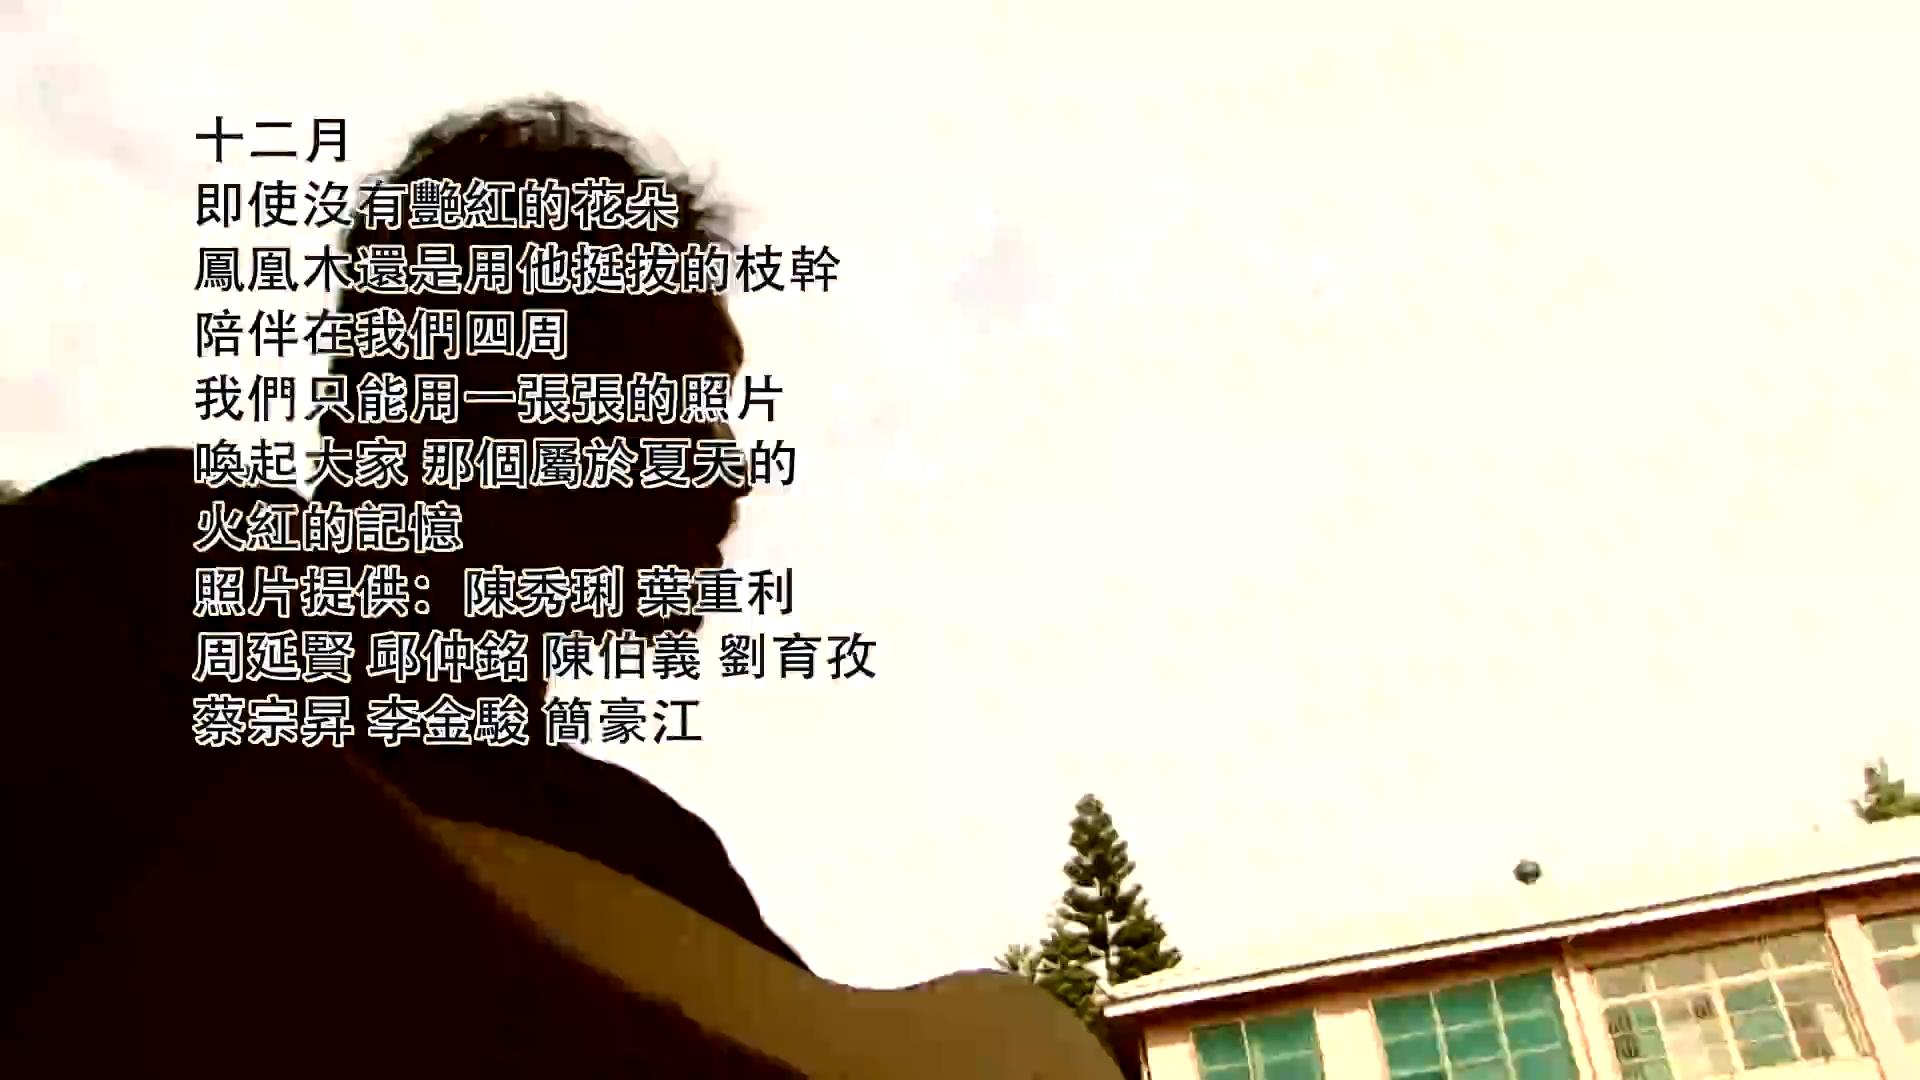 十二月
即使沒有艷紅的花朵
鳳凰木還是用他挺拔的枝幹
陪伴在我們四周
我們只能用一張張的照片
喚起大家 那個屬於夏天的
火紅的記憶
照片提供：陳秀琍 葉重利
周延賢 邱仲銘 陳伯義 劉育孜
蔡宗昇 李金駿 簡豪江